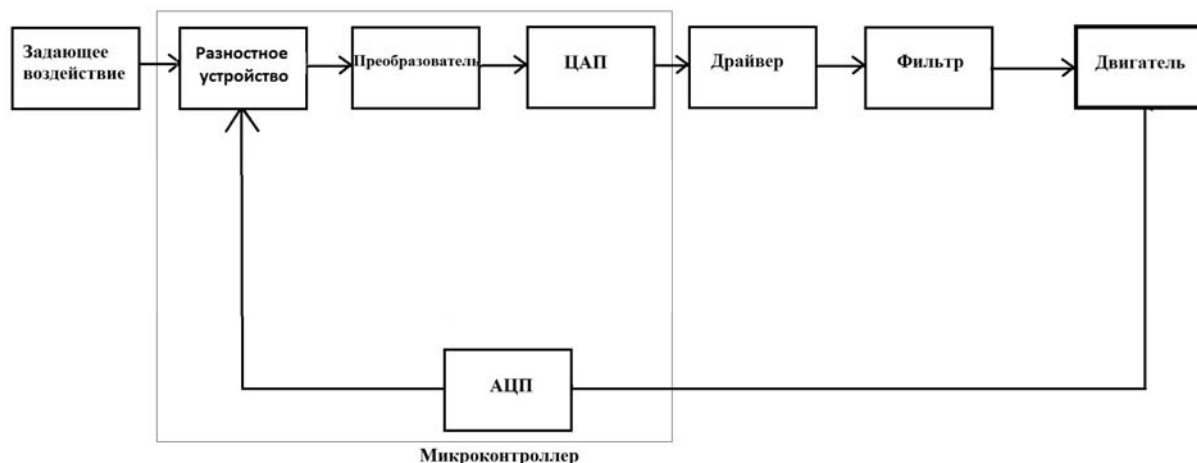 Задающее
воздействие
Разностное
устройство
Преобразователь
ЦАП
Драйвер
Фильтр
Двигатель
АЦП
Микроконтроллер